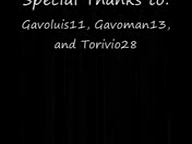 Special Thanks to:
Gavoluis11, Gavoman13,
and Torivio28